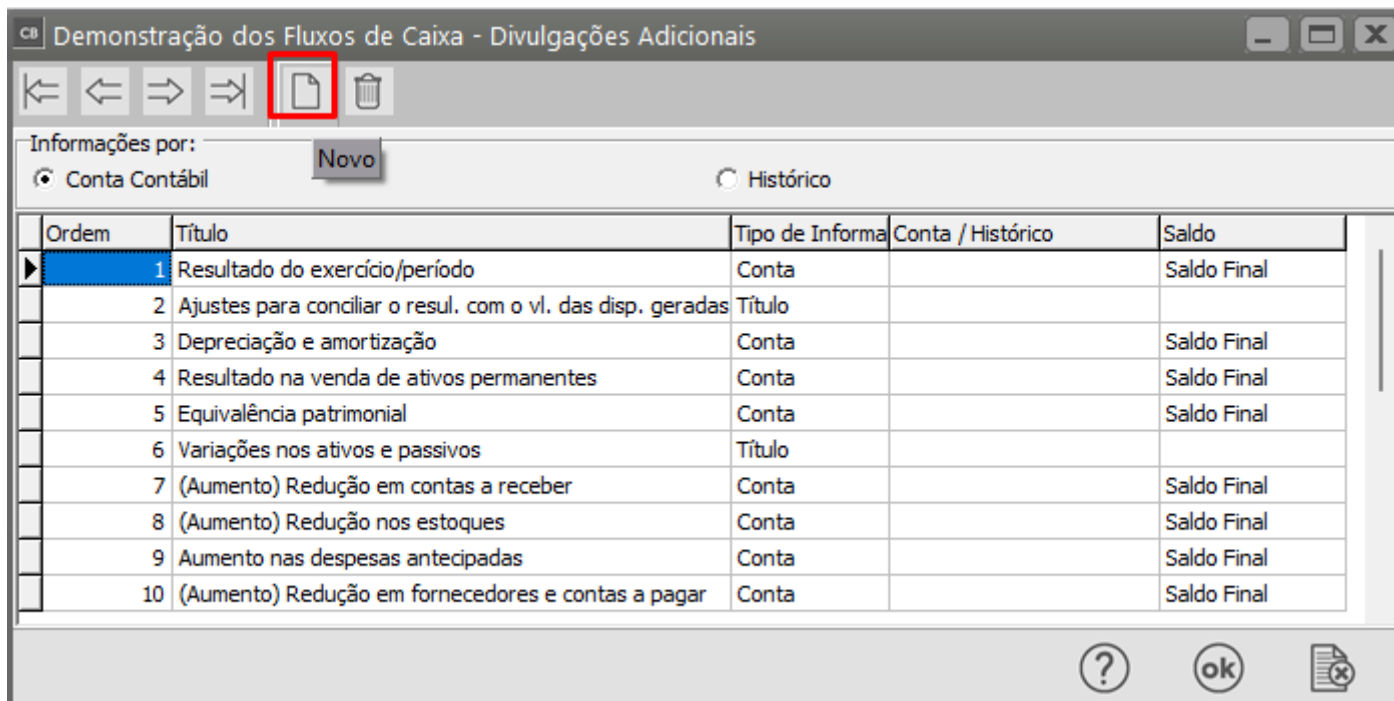 CB Demonstração dos Fluxos de Caixa - Divulgações Adicionais
Informações por:
Novo
Conta Contábil Histórico
Ordem Título Tipo de Informa Conta / Histórico Saldo
1 Resultado do exercício/período Conta Saldo Final
2 Ajustes para conciliar o resul. com o vl. das disp. geradas Título
3 Depreciação e amortização Conta Saldo Final
4 Resultado na venda de ativos permanentes Conta Saldo Final
5 Equivalência patrimonial Conta Saldo Final
6 Variações nos ativos e passivos Título
7 (Aumento) Redução em contas a receber Conta Saldo Final
8 (Aumento) Redução nos estoques Conta Saldo Final
9 Aumento nas despesas antecipadas Conta Saldo Final
10 (Aumento) Redução em fornecedores e contas a pagar Conta Saldo Final
? ok